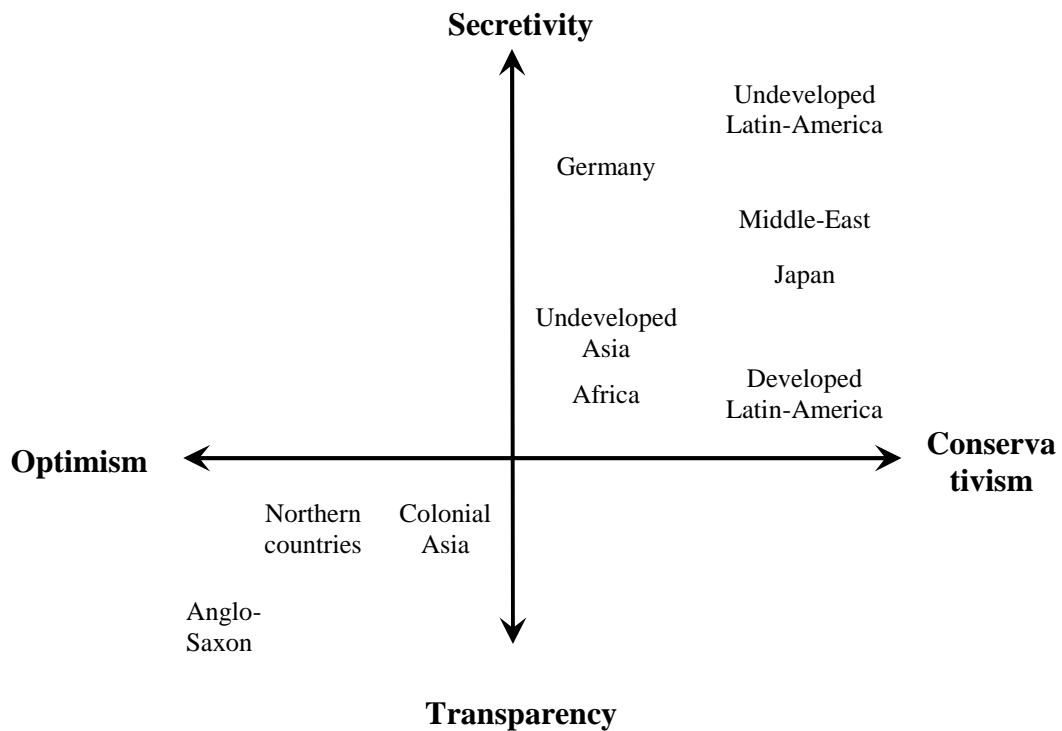 Secretivity
Undeveloped
Latin-America
Germany
Middle-East
Japan
Undeveloped
Asia
Africa
Developed
Latin-America
Optimism
Conserva
tivism
Northern
countries
Colonial
Asia
Anglo-
Saxon
Transparency